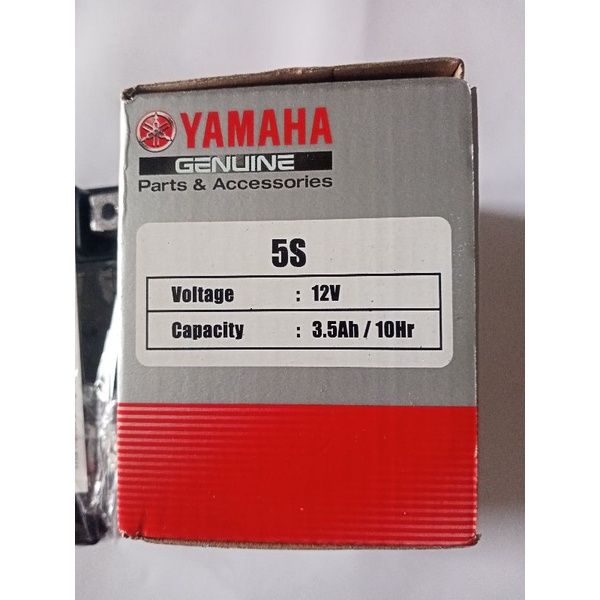 YAMAHA
GENUINE
Parts & Accessories
5S
Voltage : 12V
Capacity : 3.5Ah / 10Hr